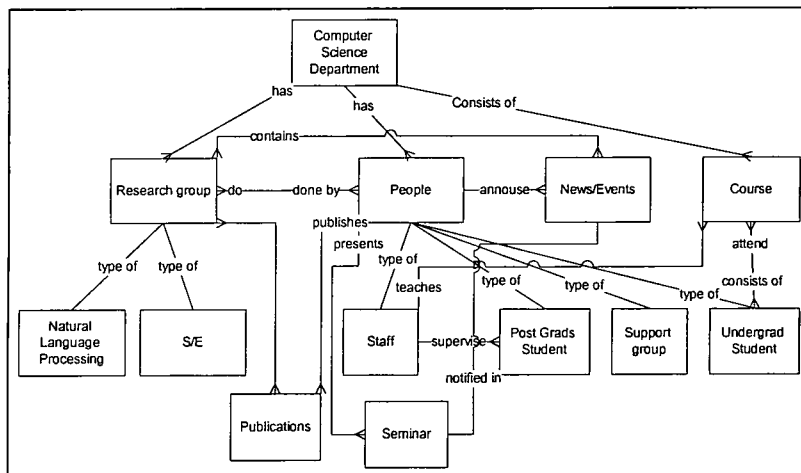 Computer
Science
Department
has
has
Consists of
contains
Research group
do
done by
People
annouse
News/Events
Course
publishes
presents
attend
type of
type of
type of
teaches
type of
type of
type of
consists of
Natural
Language
Processing
S/E
Staff
supervise
Post Grads
Student
Support
group
Undergrad
Student
notified in
Publications
Seminar